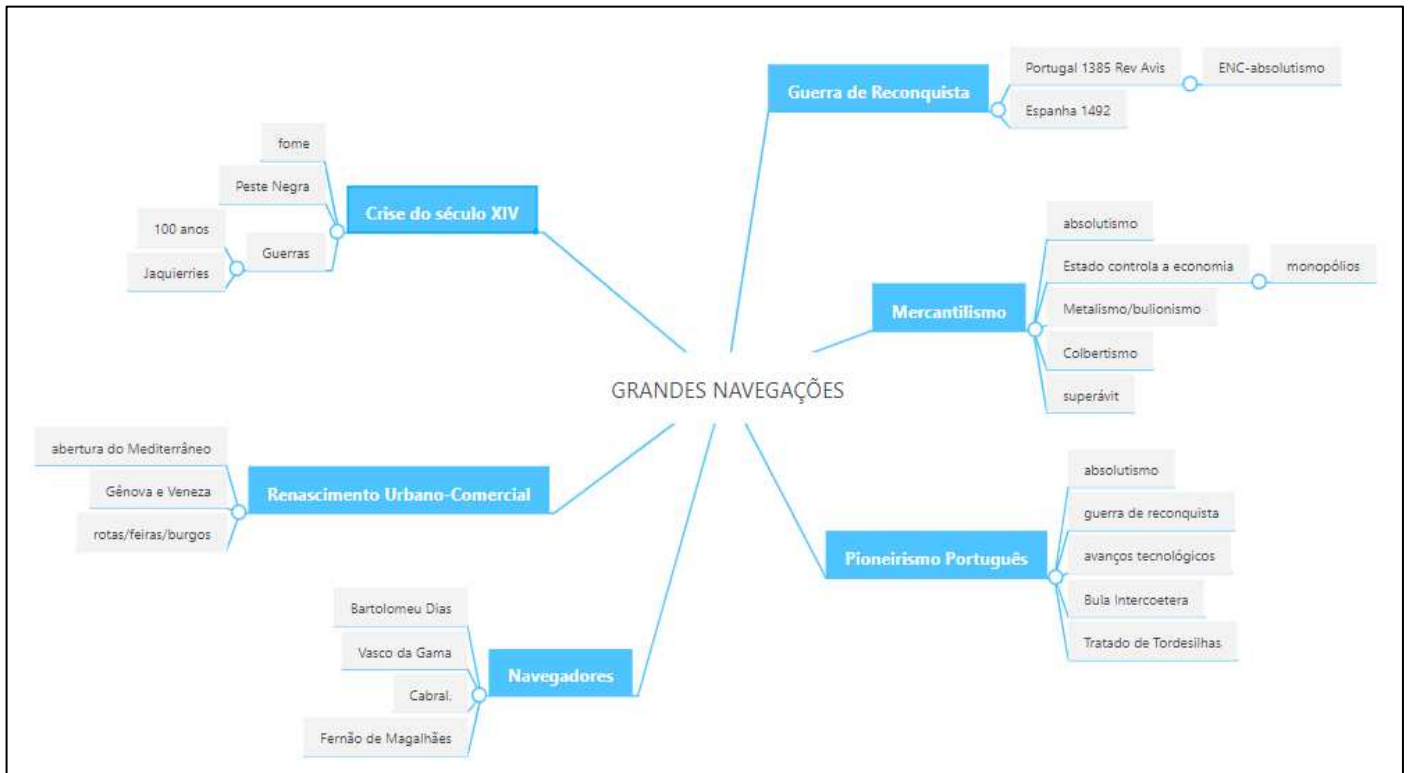 GRANDES NAVEGAÇÕES
Guerra de Reconquista
Portugal 1385 Rev Avis
ENC-absolutismo
Espanha 1492
Mercantilismo
absolutismo
Estado controla a economia
monopólios
Metalismo/bulionismo
Colbertismo
superávit
Pioneirismo Português
absolutismo
guerra de reconquista
avanços tecnológicos
Bula Intercoetera
Tratado de Tordesilhas
Navegadores
Bartolomeu Dias
Vasco da Gama
Cabral.
Fernão de Magalhães
Renascimento Urbano-Comercial
abertura do Mediterrâneo
Gênova e Veneza
rotas/feiras/burgos
Crise do século XIV
fome
Peste Negra
Guerras
100 anos
Jaquierries